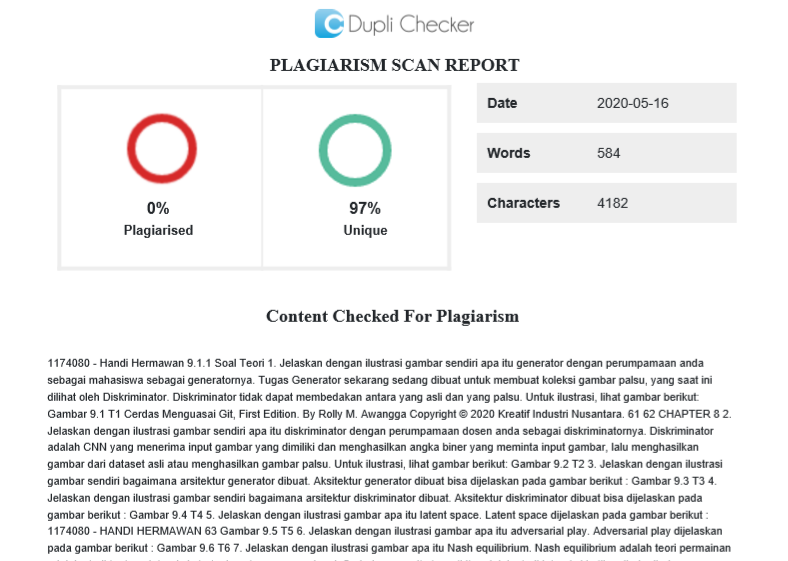 Dupli Checker
PLAGIARISM SCAN REPORT
0%
Plagiarised
97%
Unique
Date 2020-05-16
Words 584
Characters 4182
Content Checked For Plagiarism
1174080 - Handi Hermawan 9.1.1 Soal Teori 1. Jelaskan dengan ilustrasi gambar sendiri apa itu generator dengan perumpamaan anda
sebagai mahasiswa sebagai generatornya. Tugas Generator sekarang sedang dibuat untuk membuat koleksi gambar palsu, yang saat ini
dilihat oleh Diskriminator. Diskriminator tidak dapat membedakan antara yang asli dan yang palsu. Untuk ilustrasi, lihat gambar berikut:
Gambar 9.1 T1 Cerdas Menguasai Git, First Edition. By Rolly M. Awangga Copyright © 2020 Kreatif Industri Nusantara. 61 62 CHAPTER 8 2.
Jelaskan dengan ilustrasi gambar sendiri apa itu diskriminator dengan perumpamaan dosen anda sebagai diskriminatornya. Diskriminator
adalah CNN yang menerima input gambar yang dimiliki dan menghasilkan angka biner yang meminta input gambar, lalu menghasilkan
gambar dari dataset asli atau menghasilkan gambar palsu. Untuk ilustrasi, lihat gambar berikut: Gambar 9.2 T2 3. Jelaskan dengan ilustrasi
gambar sendiri bagaimana arsitektur generator dibuat. Aksitektur generator dibuat bisa dijelaskan pada gambar berikut : Gambar 9.3 T3 4.
Jelaskan dengan ilustrasi gambar sendiri bagaimana arsitektur diskriminator dibuat. Aksitektur diskriminator dibuat bisa dijelaskan pada
gambar berikut : Gambar 9.4 T4 5. Jelaskan dengan ilustrasi gambar apa itu latent space. Latent space dijelaskan pada gambar berikut :
1174080 - HANDI HERMAWAN 63 Gambar 9.5 T5 6. Jelaskan dengan ilustrasi gambar apa itu adversarial play. Adversarial play dijelaskan
pada gambar berikut : Gambar 9.6 T6 7. Jelaskan dengan ilustrasi gambar apa itu Nash equilibrium. Nash equilibrium adalah teori permainan